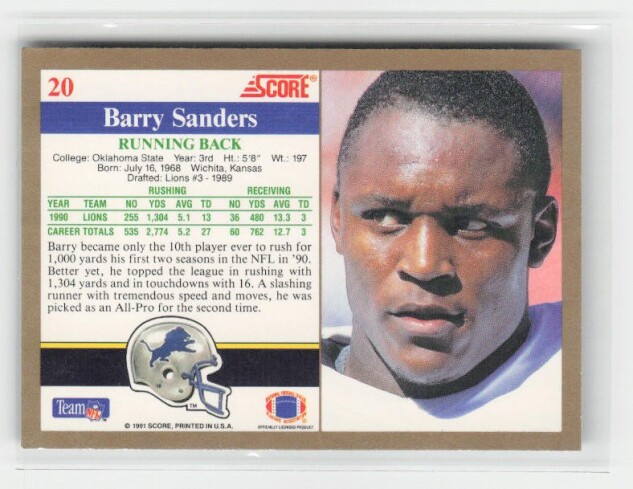 20
SCORE®
Barry Sanders
RUNNING BACK
College: Oklahoma State Year: 3rd Ht.: 5'8" Wt.: 197
Born: July 16, 1968 Wichita, Kansas
Drafted: Lions #3 - 1989
RUSHING RECEIVING
YEAR TEAM NO YDS AVG TD NO YDS AVG TD
1990 LIONS 255 1,304 5.1 13 36 480 13.3 3
CAREER TOTALS 535 2,774 5.2 27 60 762 12.7 3
Barry became only the 10th player ever to rush for
1,000 yards his first two seasons in the NFL in '90.
Better yet, he topped the league in rushing with
1,304 yards and in touchdowns with 16. A slashing
runner with tremendous speed and moves, he was
picked as an All-Pro for the second time.
Team NFL
™
© 1991 SCORE, PRINTED IN U.S.A.
OFFICIALLY LICENSED PRODUCT